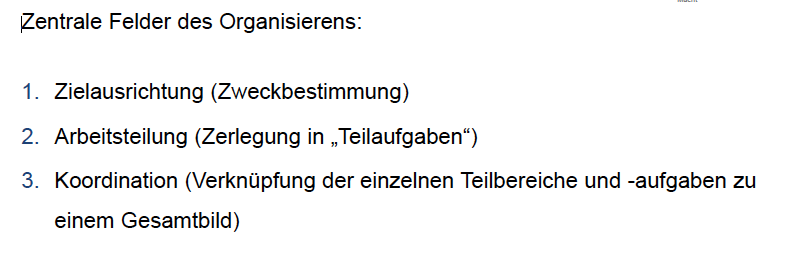 Zentrale Felder des Organisierens:
1. Zielausrichtung (Zweckbestimmung)
2. Arbeitsteilung (Zerlegung in „Teilaufgaben“)
3. Koordination (Verknüpfung der einzelnen Teilbereiche und -aufgaben zu
einem Gesamtbild)